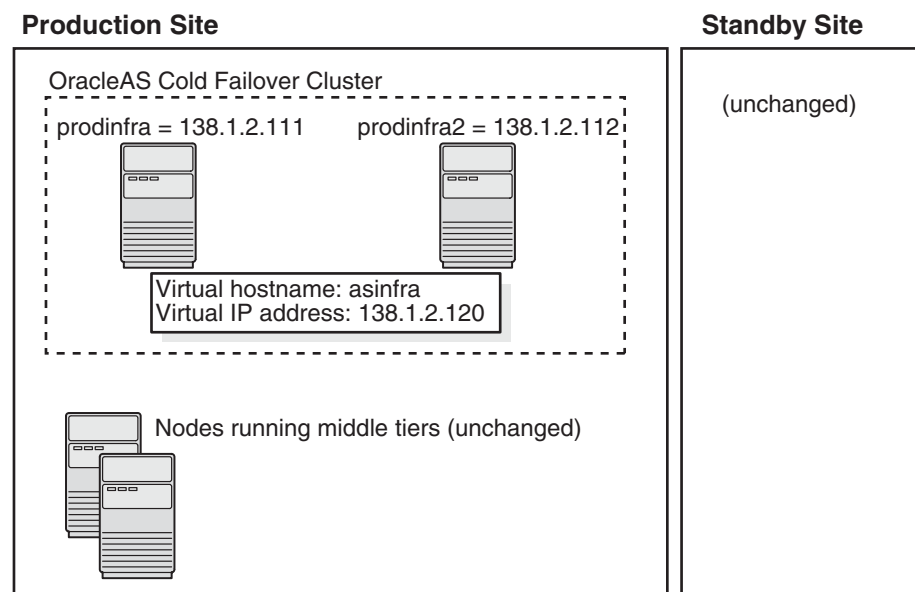 Production Site
Standby Site
OracleAS Cold Failover Cluster
(unchanged)
prodinfra = 138.1.2.111
prodinfra2 = 138.1.2.112
Virtual hostname: asinfra
Virtual IP address: 138.1.2.120
Nodes running middle tiers (unchanged)